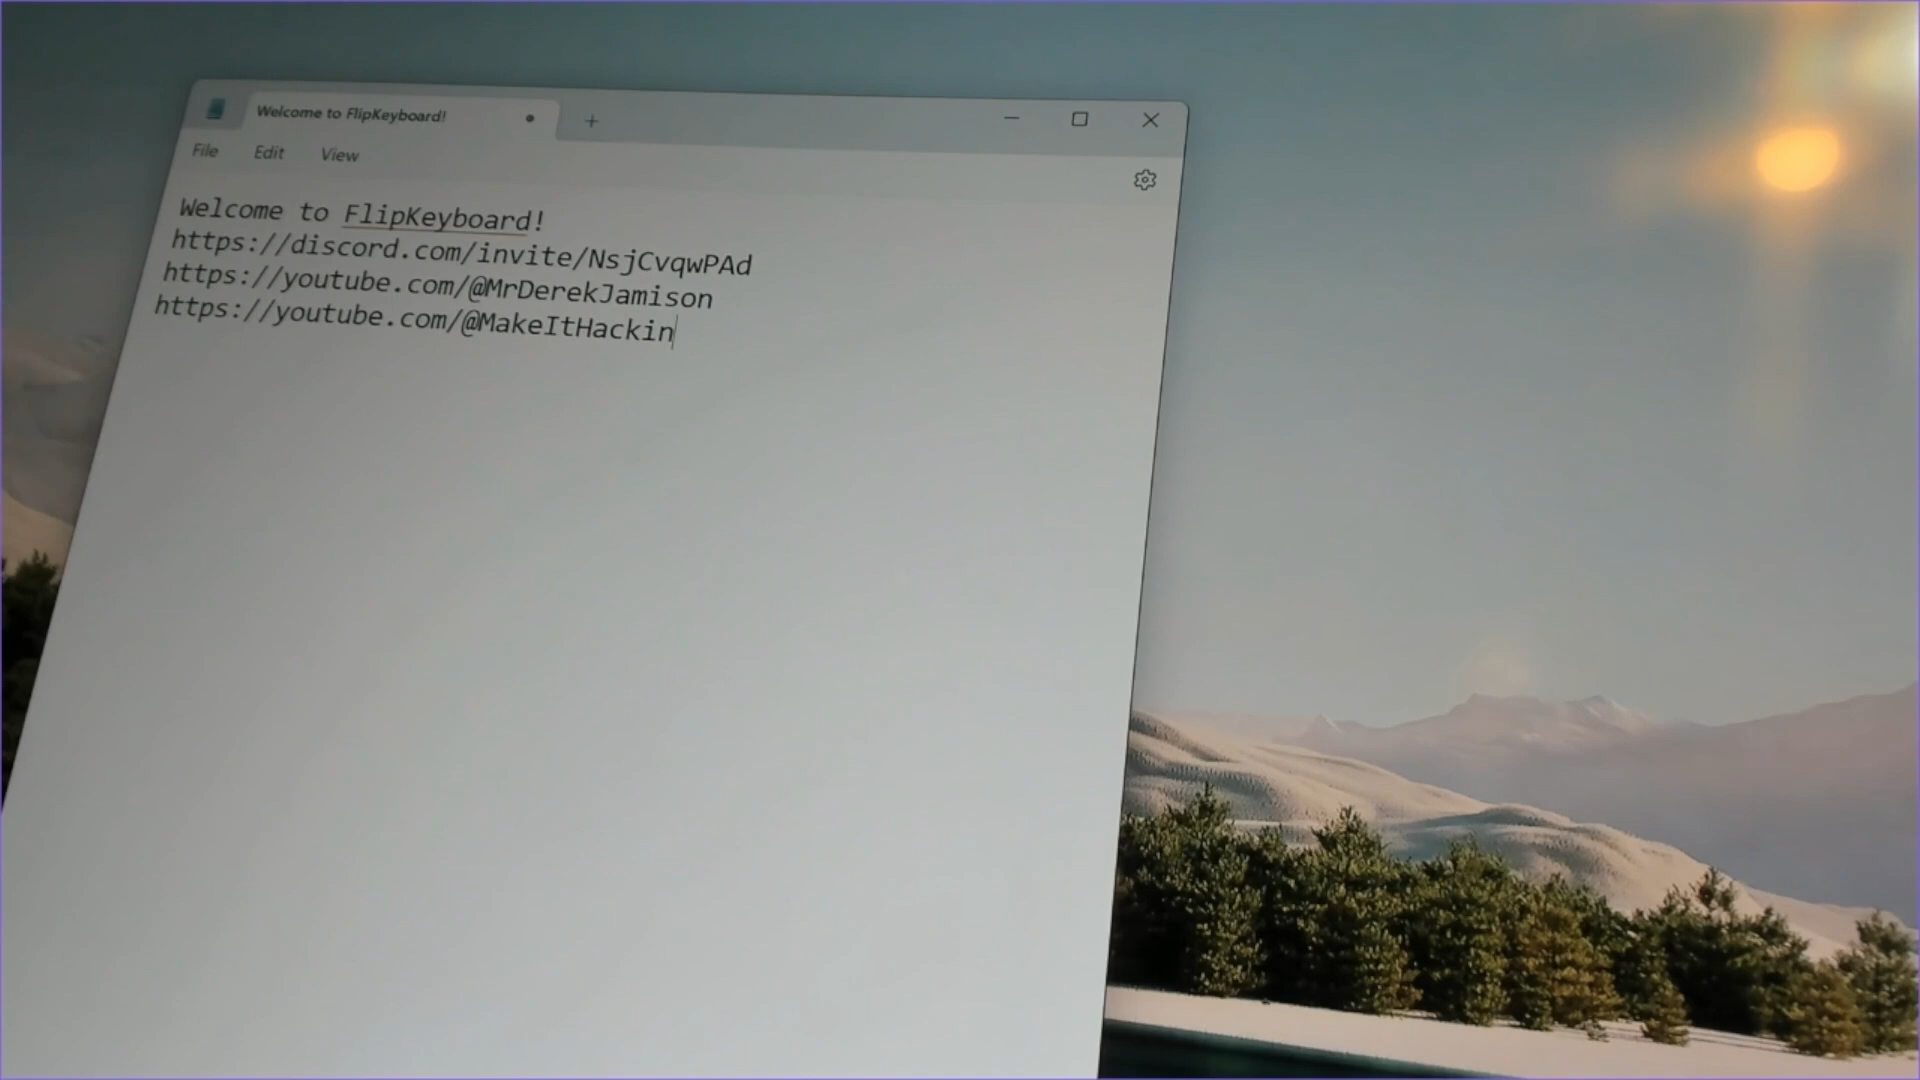 Welcome to FlipKeyboard!
File Edit View
Welcome to FlipKeyboard!
https://discord.com/invite/NsjCvqwPAd
https://youtube.com/@MrDerekJamison
https://youtube.com/@MakeItHackin